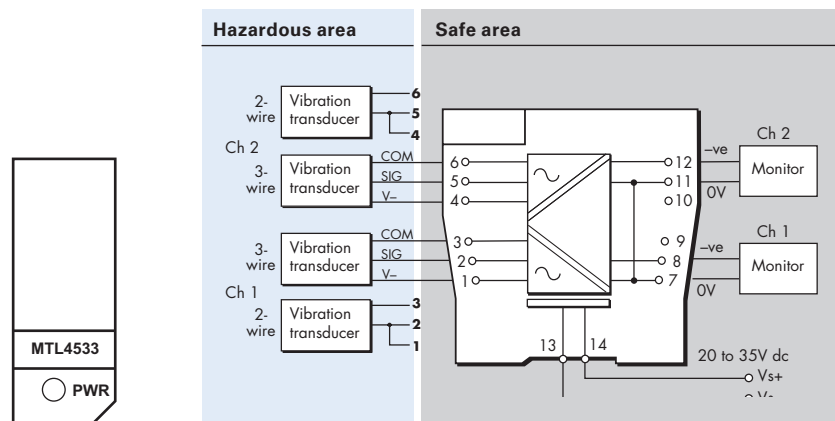 Hazardous area
Safe area
2-
wire
Vibration
transducer
6
5
4
Ch 2
3-
wire
Vibration
transducer
COM
SIG
V–
6
5
4
12
11
10
–ve
0V
Ch 2
Monitor
3-
wire
Vibration
transducer
COM
SIG
V–
3
2
1
9
8
7
–ve
0V
Ch 1
Monitor
Ch 1
2-
wire
Vibration
transducer
3
2
1
13
14
20 to 35V dc
Vs+
MTL4533
PWR